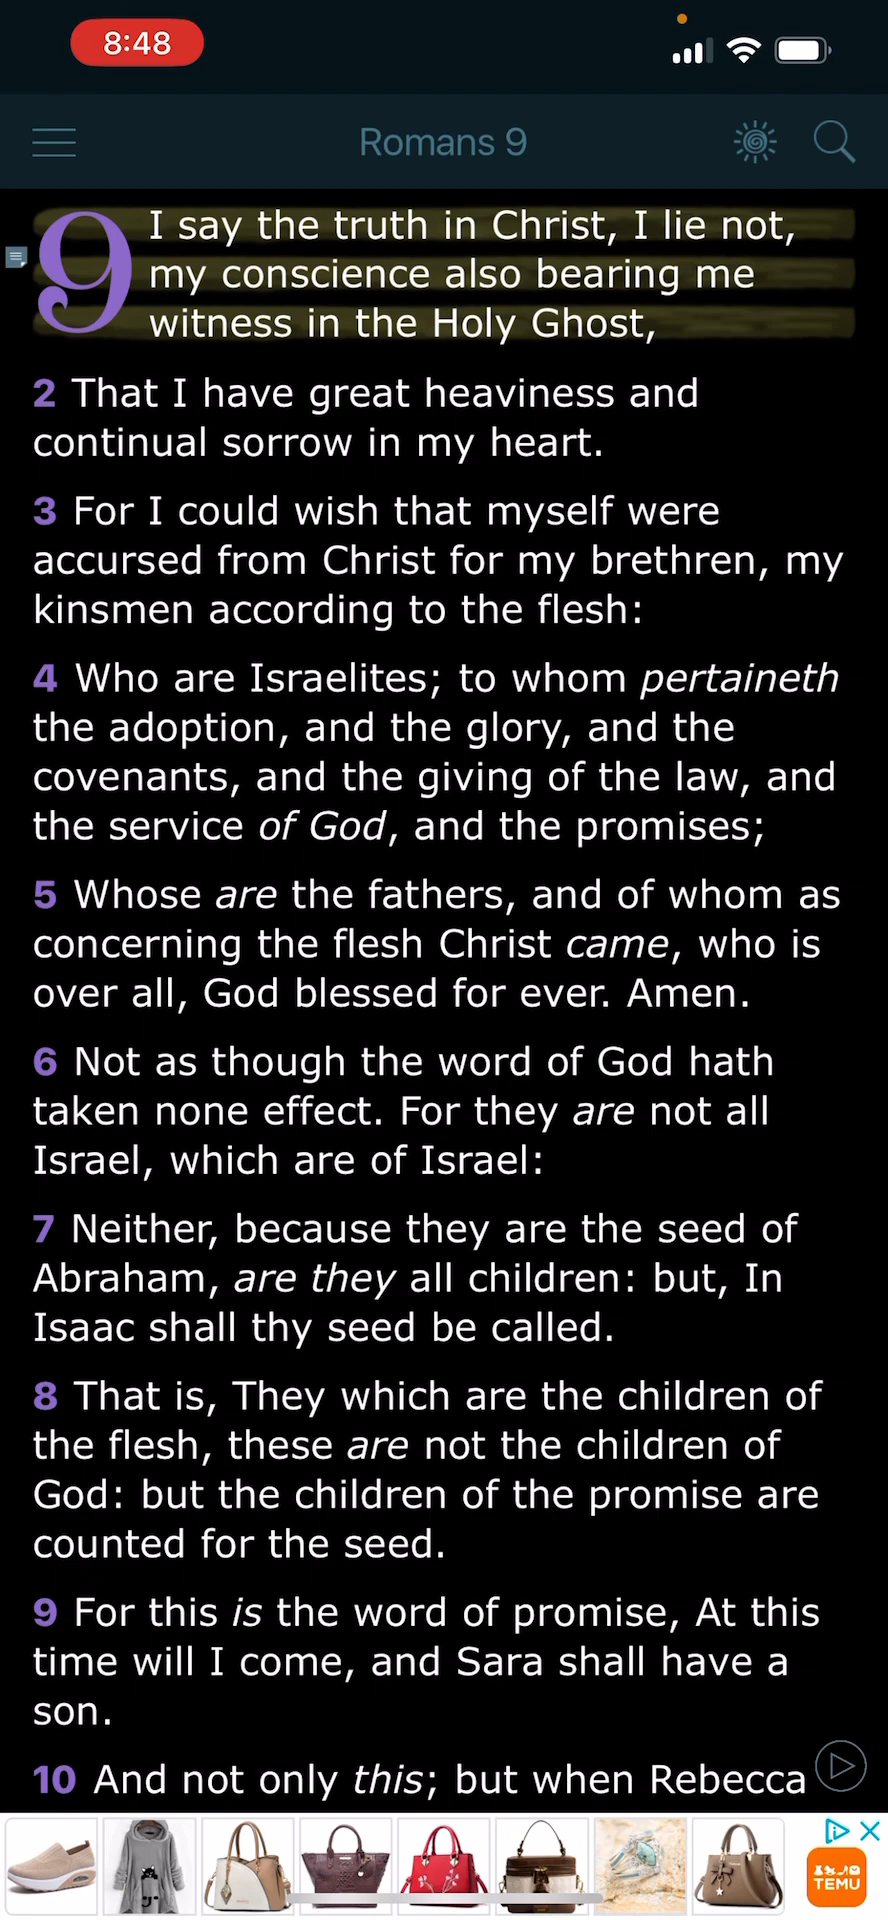 8:48
Romans 9
9 I say the truth in Christ, I lie not,
my conscience also bearing me
witness in the Holy Ghost,
2 That I have great heaviness and
continual sorrow in my heart.
3 For I could wish that myself were
accursed from Christ for my brethren, my
kinsmen according to the flesh:
4 Who are Israelites; to whom pertaineth
the adoption, and the glory, and the
covenants, and the giving of the law, and
the service of God, and the promises;
5 Whose are the fathers, and of whom as
concerning the flesh Christ came, who is
over all, God blessed for ever. Amen.
6 Not as though the word of God hath
taken none effect. For they are not all
Israel, which are of Israel:
7 Neither, because they are the seed of
Abraham, are they all children: but, In
Isaac shall thy seed be called.
8 That is, They which are the children of
the flesh, these are not the children of
God: but the children of the promise are
counted for the seed.
9 For this is the word of promise, At this
time will I come, and Sara shall have a
son.
10 And not only this; but when Rebecca
TEMU